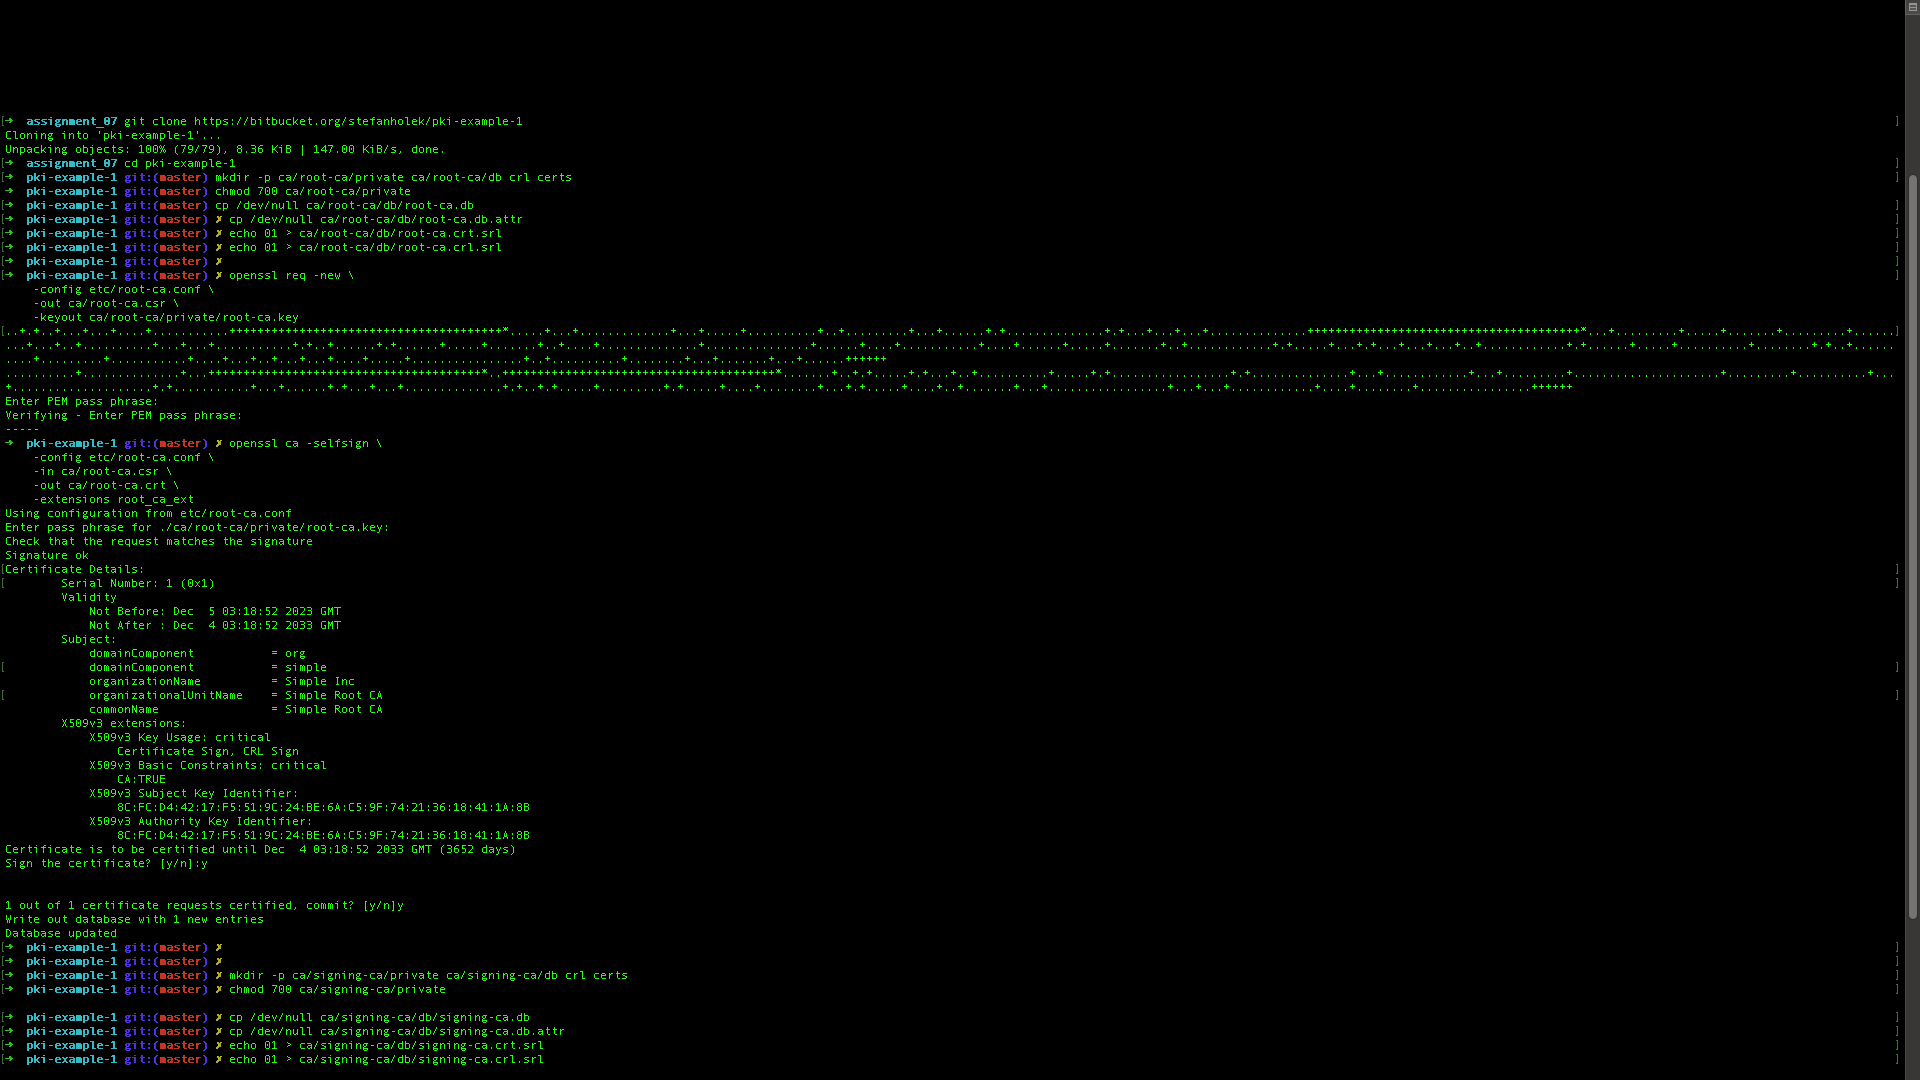 ➜  assignment_07 git clone https://bitbucket.org/stefanholek/pki-example-1
Cloning into 'pki-example-1'...
Unpacking objects: 100% (79/79), 8.36 KiB | 147.00 KiB/s, done.
➜  assignment_07 cd pki-example-1
➜  pki-example-1 git:(master) mkdir -p ca/root-ca/private ca/root-ca/db crl certs
➜  pki-example-1 git:(master) chmod 700 ca/root-ca/private
➜  pki-example-1 git:(master) cp /dev/null ca/root-ca/db/root-ca.db
➜  pki-example-1 git:(master) ✗ cp /dev/null ca/root-ca/db/root-ca.db.attr
➜  pki-example-1 git:(master) ✗ echo 01 > ca/root-ca/db/root-ca.crt.srl
➜  pki-example-1 git:(master) ✗ echo 01 > ca/root-ca/db/root-ca.crl.srl
➜  pki-example-1 git:(master) ✗
➜  pki-example-1 git:(master) ✗ openssl req -new \
    -config etc/root-ca.conf \
    -out ca/root-ca.csr \
    -keyout ca/root-ca/private/root-ca.key
Enter PEM pass phrase:
Verifying - Enter PEM pass phrase:
-----
➜  pki-example-1 git:(master) ✗ openssl ca -selfsign \
    -config etc/root-ca.conf \
    -in ca/root-ca.csr \
    -out ca/root-ca.crt \
    -extensions root_ca_ext
Using configuration from etc/root-ca.conf
Enter pass phrase for ./ca/root-ca/private/root-ca.key:
Check that the request matches the signature
Signature ok
Certificate Details:
        Serial Number: 1 (0x1)
        Validity
            Not Before: Dec  5 03:18:52 2023 GMT
            Not After : Dec  4 03:18:52 2033 GMT
        Subject:
            domainComponent           = org
            domainComponent           = simple
            organizationName          = Simple Inc
            organizationalUnitName    = Simple Root CA
            commonName                = Simple Root CA
        X509v3 extensions:
            X509v3 Key Usage: critical
                Certificate Sign, CRL Sign
            X509v3 Basic Constraints: critical
                CA:TRUE
            X509v3 Subject Key Identifier:
                8C:FC:D4:42:17:F5:51:9C:24:BE:6A:C5:9F:74:21:36:18:41:1A:8B
            X509v3 Authority Key Identifier:
                8C:FC:D4:42:17:F5:51:9C:24:BE:6A:C5:9F:74:21:36:18:41:1A:8B
Certificate is to be certified until Dec  4 03:18:52 2033 GMT (3652 days)
Sign the certificate? [y/n]:y
1 out of 1 certificate requests certified, commit? [y/n]y
Write out database with 1 new entries
Database updated
➜  pki-example-1 git:(master) ✗
➜  pki-example-1 git:(master) ✗
➜  pki-example-1 git:(master) ✗ mkdir -p ca/signing-ca/private ca/signing-ca/db crl certs
➜  pki-example-1 git:(master) ✗ chmod 700 ca/signing-ca/private
➜  pki-example-1 git:(master) ✗ cp /dev/null ca/signing-ca/db/signing-ca.db
➜  pki-example-1 git:(master) ✗ cp /dev/null ca/signing-ca/db/signing-ca.db.attr
➜  pki-example-1 git:(master) ✗ echo 01 > ca/signing-ca/db/signing-ca.crt.srl
➜  pki-example-1 git:(master) ✗ echo 01 > ca/signing-ca/db/signing-ca.crl.srl